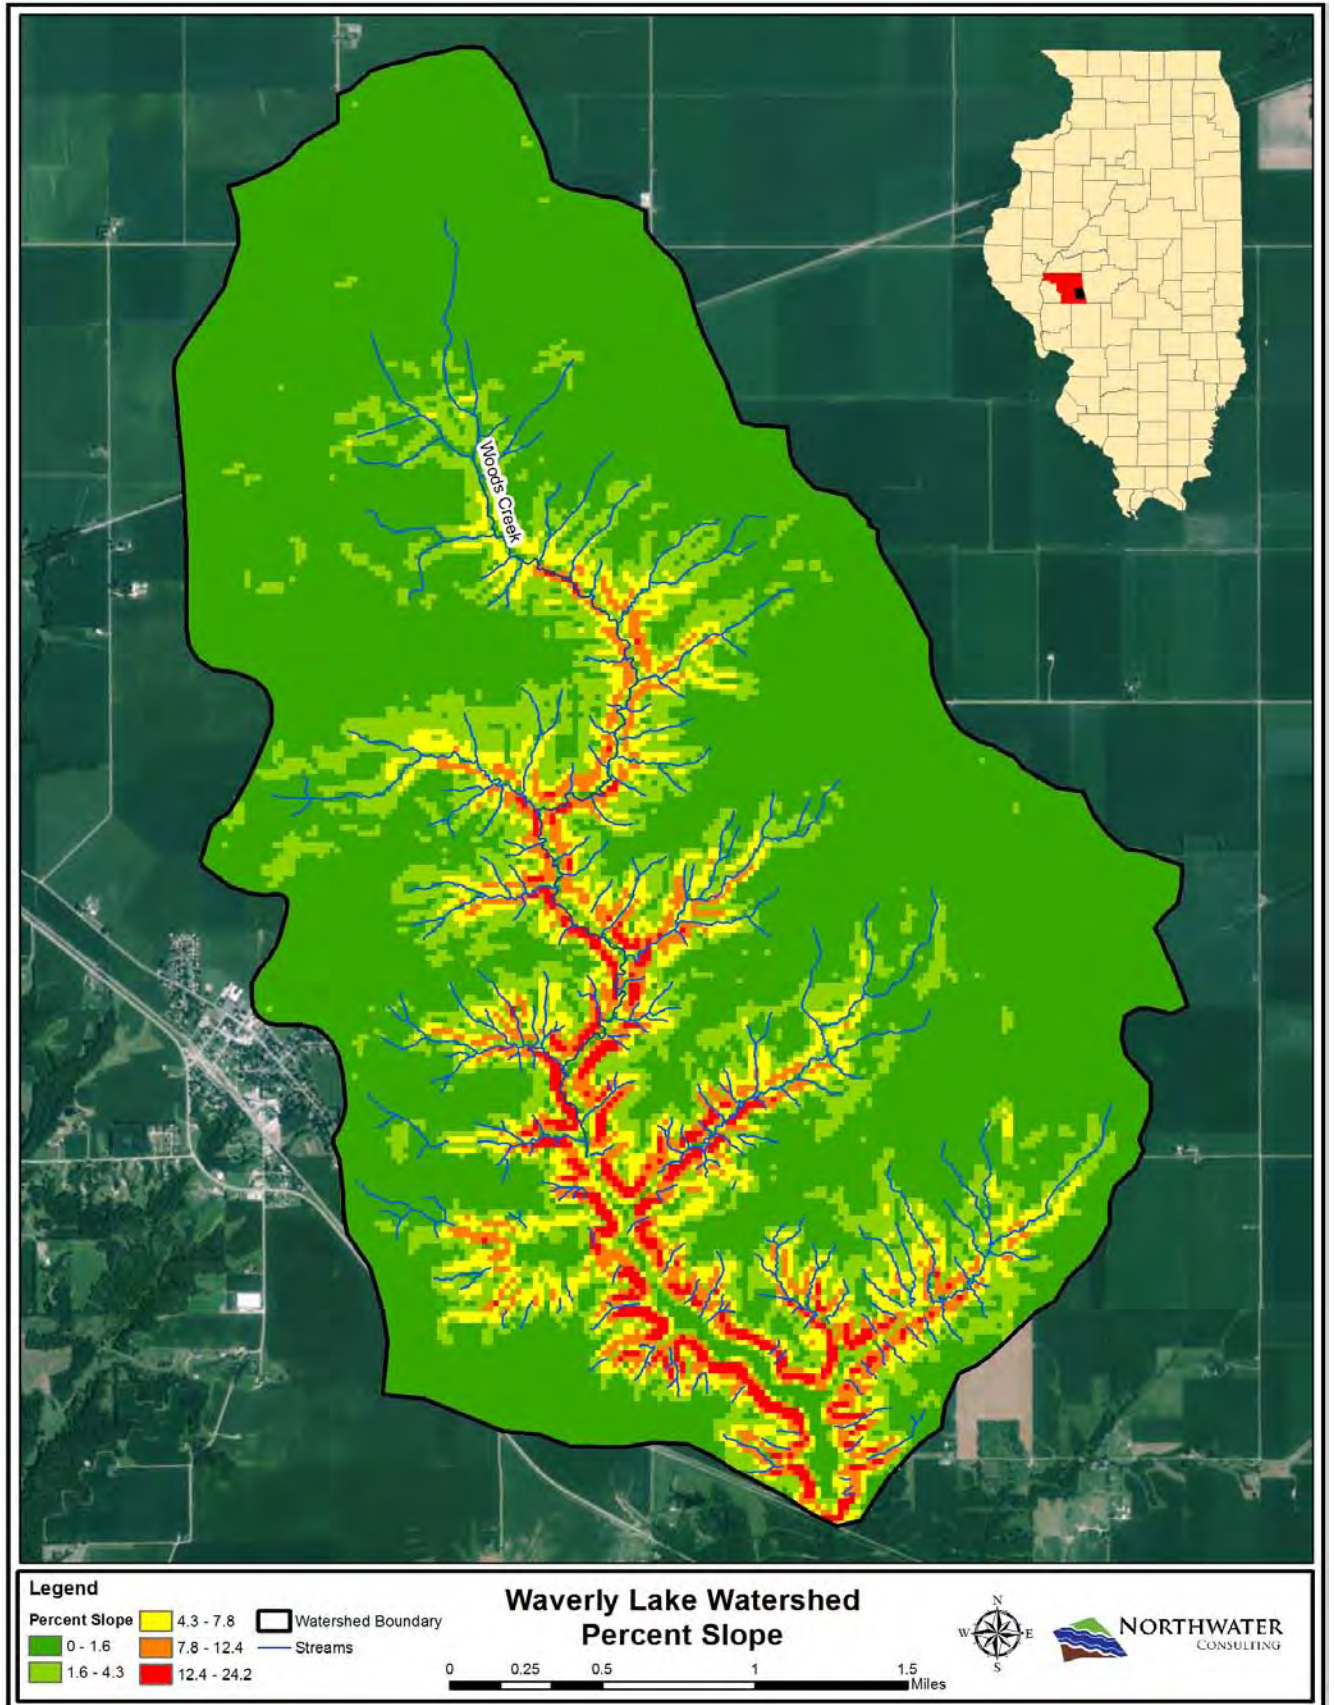 Woods Creek
Legend
Percent Slope
0 - 1.6
1.6 - 4.3
4.3 - 7.8
7.8 - 12.4
12.4 - 24.2
Watershed Boundary
Streams
Waverly Lake Watershed
Percent Slope
0 0.25 0.5 1 1.5
Miles
N
W E
S
NORTHWATER
CONSULTING